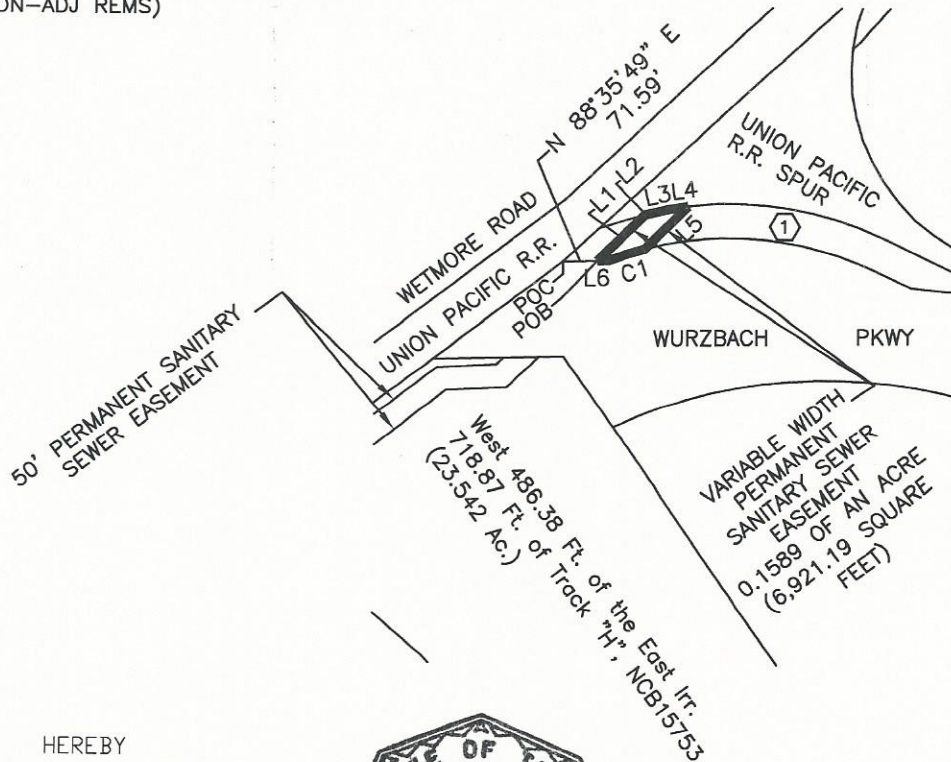 ON-ADJ REMS)
N 88°35'49" E
71.59'
UNION PACIFIC
R.R. SPUR
L1
L2
L3
L4
L5
1
WETMORE ROAD
UNION PACIFIC R.R.
POC
POB
L6
C1
WURZBACH
PKWY
50' PERMANENT SANITARY
SEWER EASEMENT
VARIABLE WIDTH
PERMANENT
SANITARY SEWER
EASEMENT
0.1589 OF AN ACRE
(6,921.19 SQUARE
FEET)
West 486.38 Ft. of the East Irr.
718.87 Ft. of Track "H", NCB15753
(23.542 Ac.)
HEREBY
OF